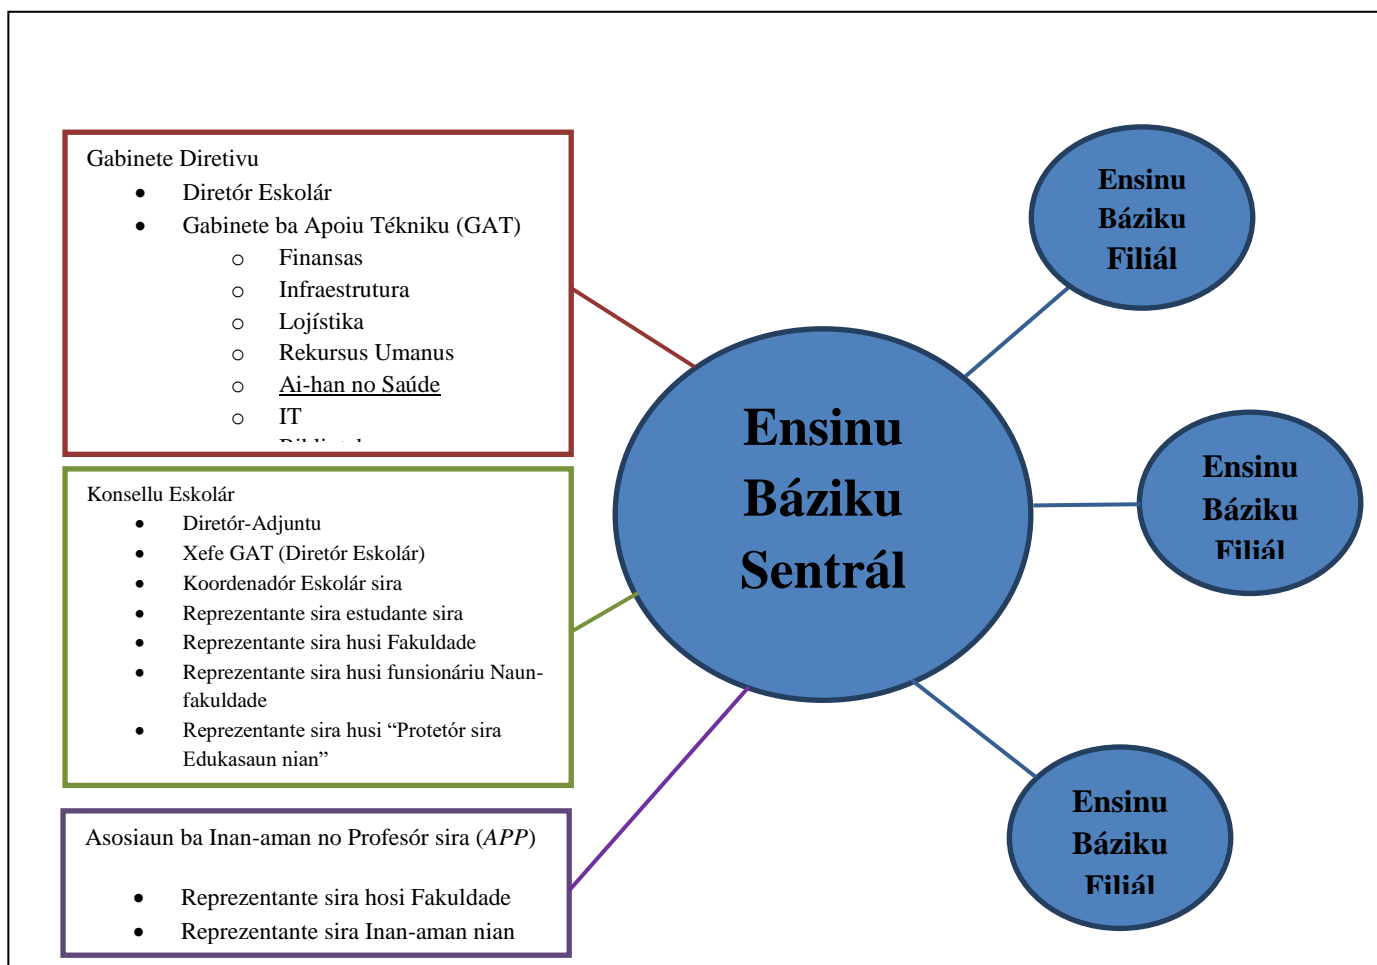 Gabinete Diretivu
• Diretór Eskolár
• Gabinete ba Apoiu Tékniku (GAT)
o Finansas
o Infraestrutura
o Lojístika
o Rekursus Umanus
o Ai-han no Saúde
o IT
Konsellu Eskolár
• Diretór-Adjuntu
• Xefe GAT (Diretór Eskolár)
• Koordenadór Eskolár sira
• Reprezentante sira estudante sira
• Reprezentante sira husi Fakuldade
• Reprezentante sira husi funsionáriu Naun-
fakuldade
• Reprezentante sira husi “Protetór sira
Edukasaun nian”
Asosiaun ba Inan-aman no Profesór sira (APP)
• Reprezentante sira hosi Fakuldade
• Reprezentante sira Inan-aman nian
Ensinu
Báziku
Sentrál
Ensinu
Báziku
Filiál
Ensinu
Báziku
Filiál
Ensinu
Báziku
Filiál